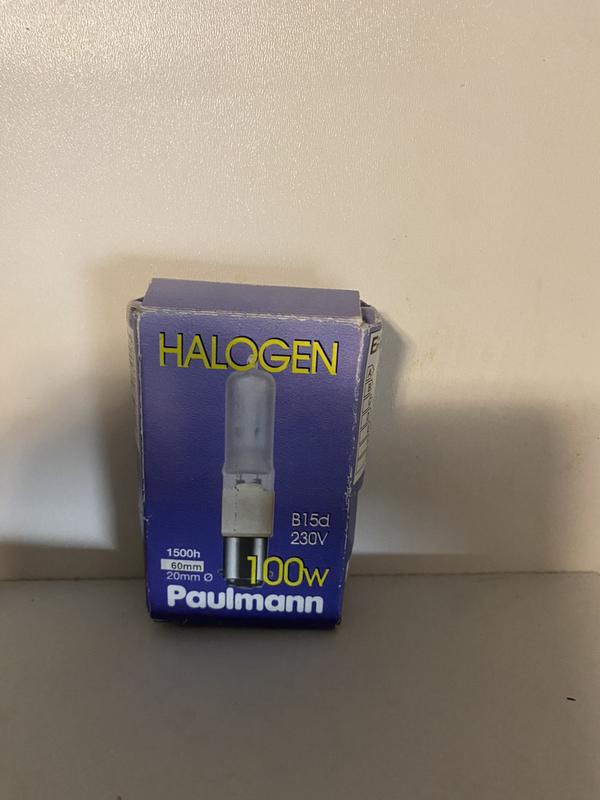 HALOGEN
B15d
230V
1500h
60mm
20mm Ø
100W
Paulmann